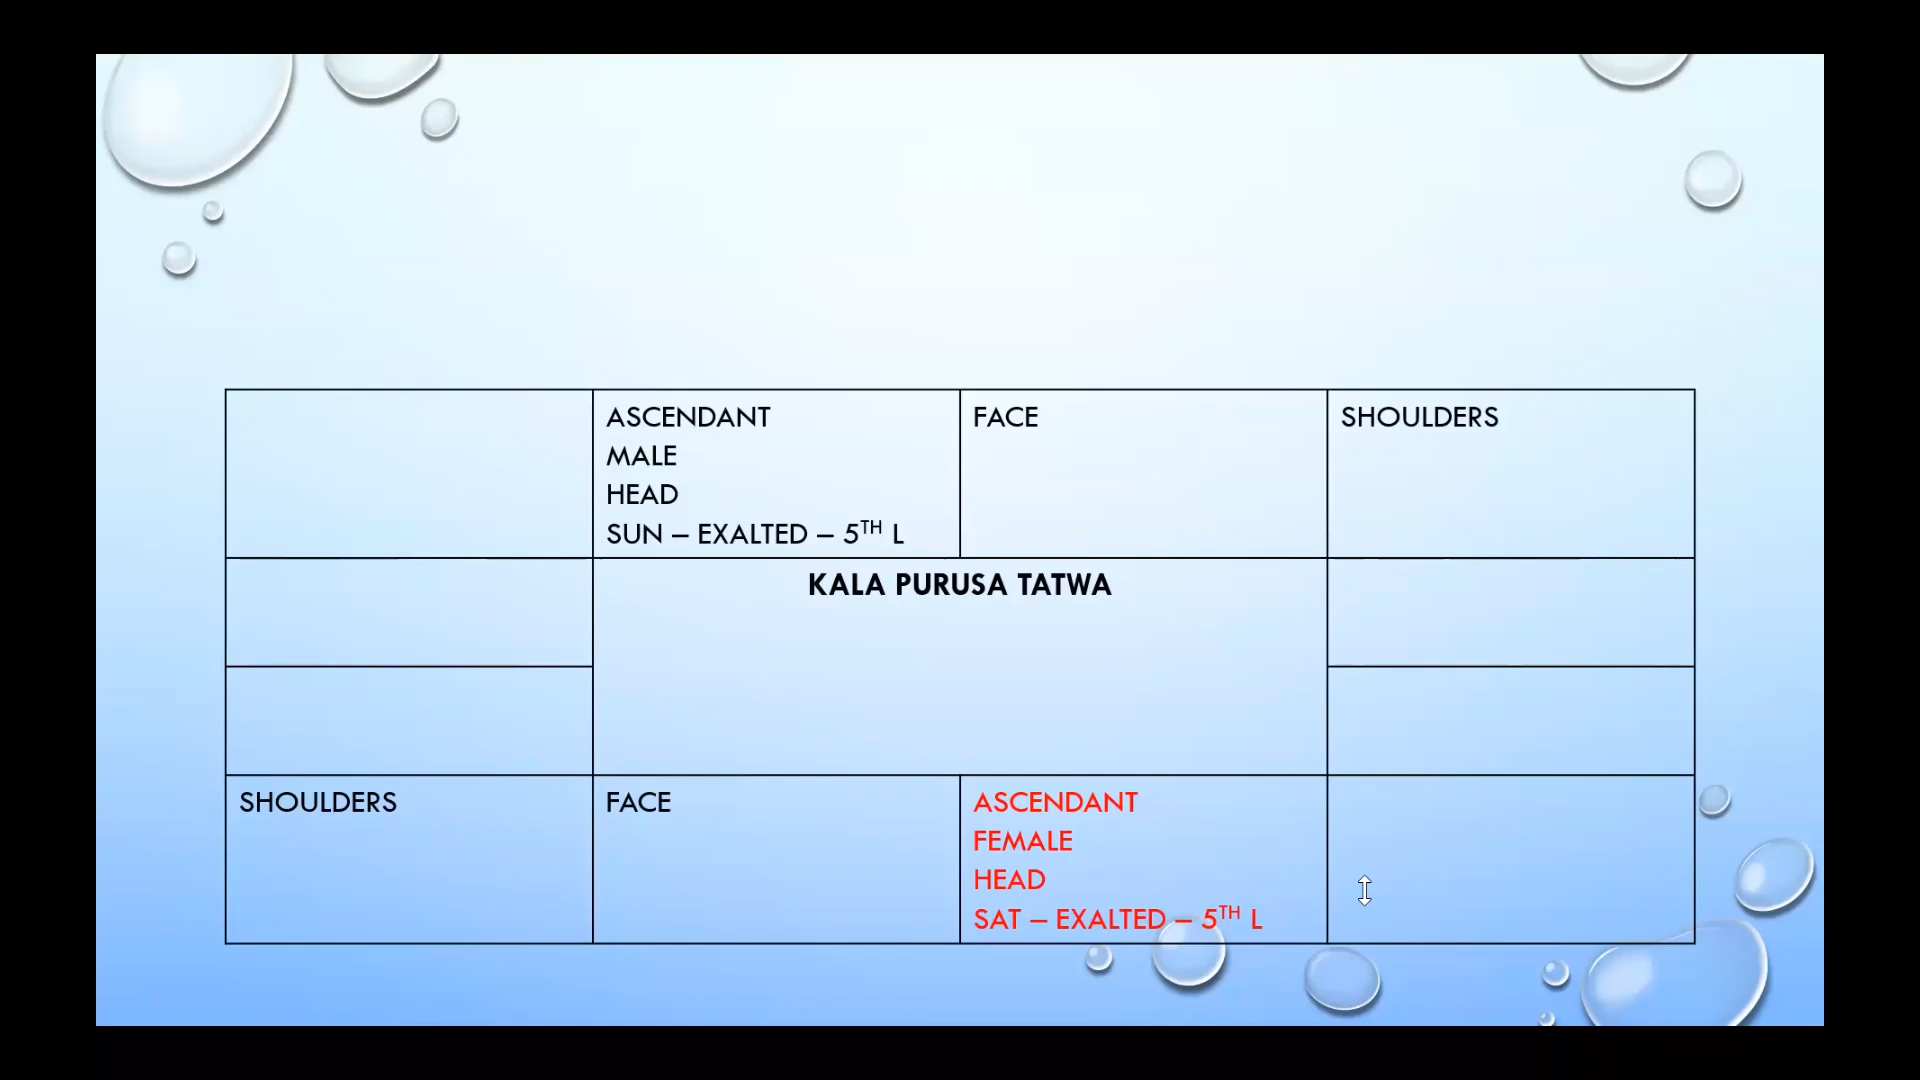 ASCENDANT
MALE
HEAD
SUN – EXALTED – 5TH L
FACE
SHOULDERS
KALA PURUSA TATWA
SHOULDERS
FACE
ASCENDANT
FEMALE
HEAD
SAT – EXALTED – 5TH L